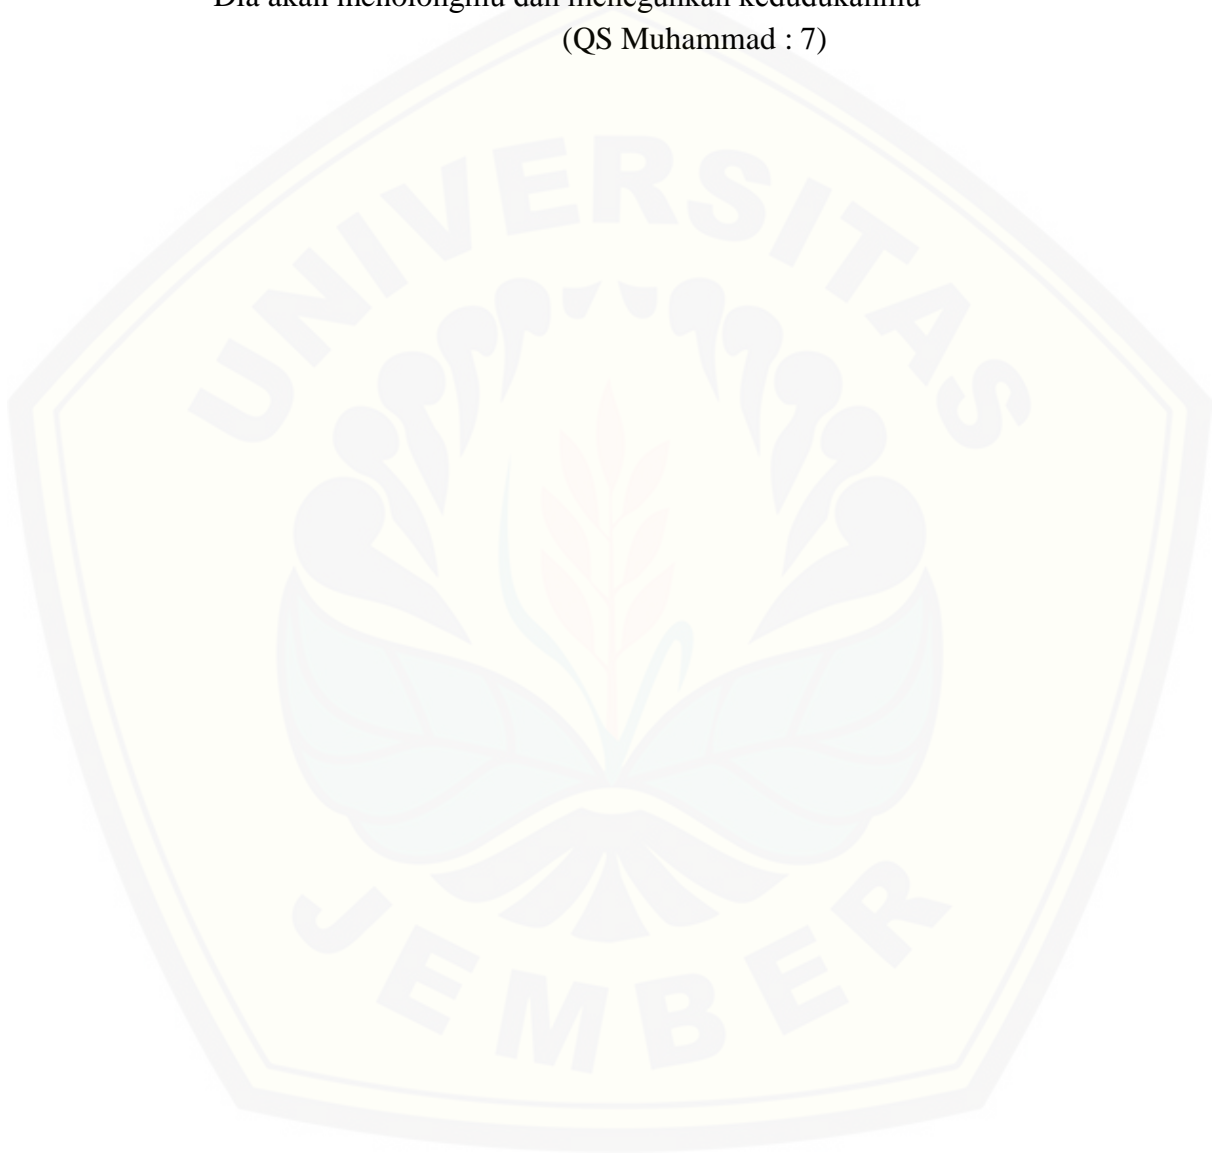 Dia akan menolongmu dan meneguhkan kedudukanmu
(QS Muhammad : 7)
UNIVERSITAS
JEMBER